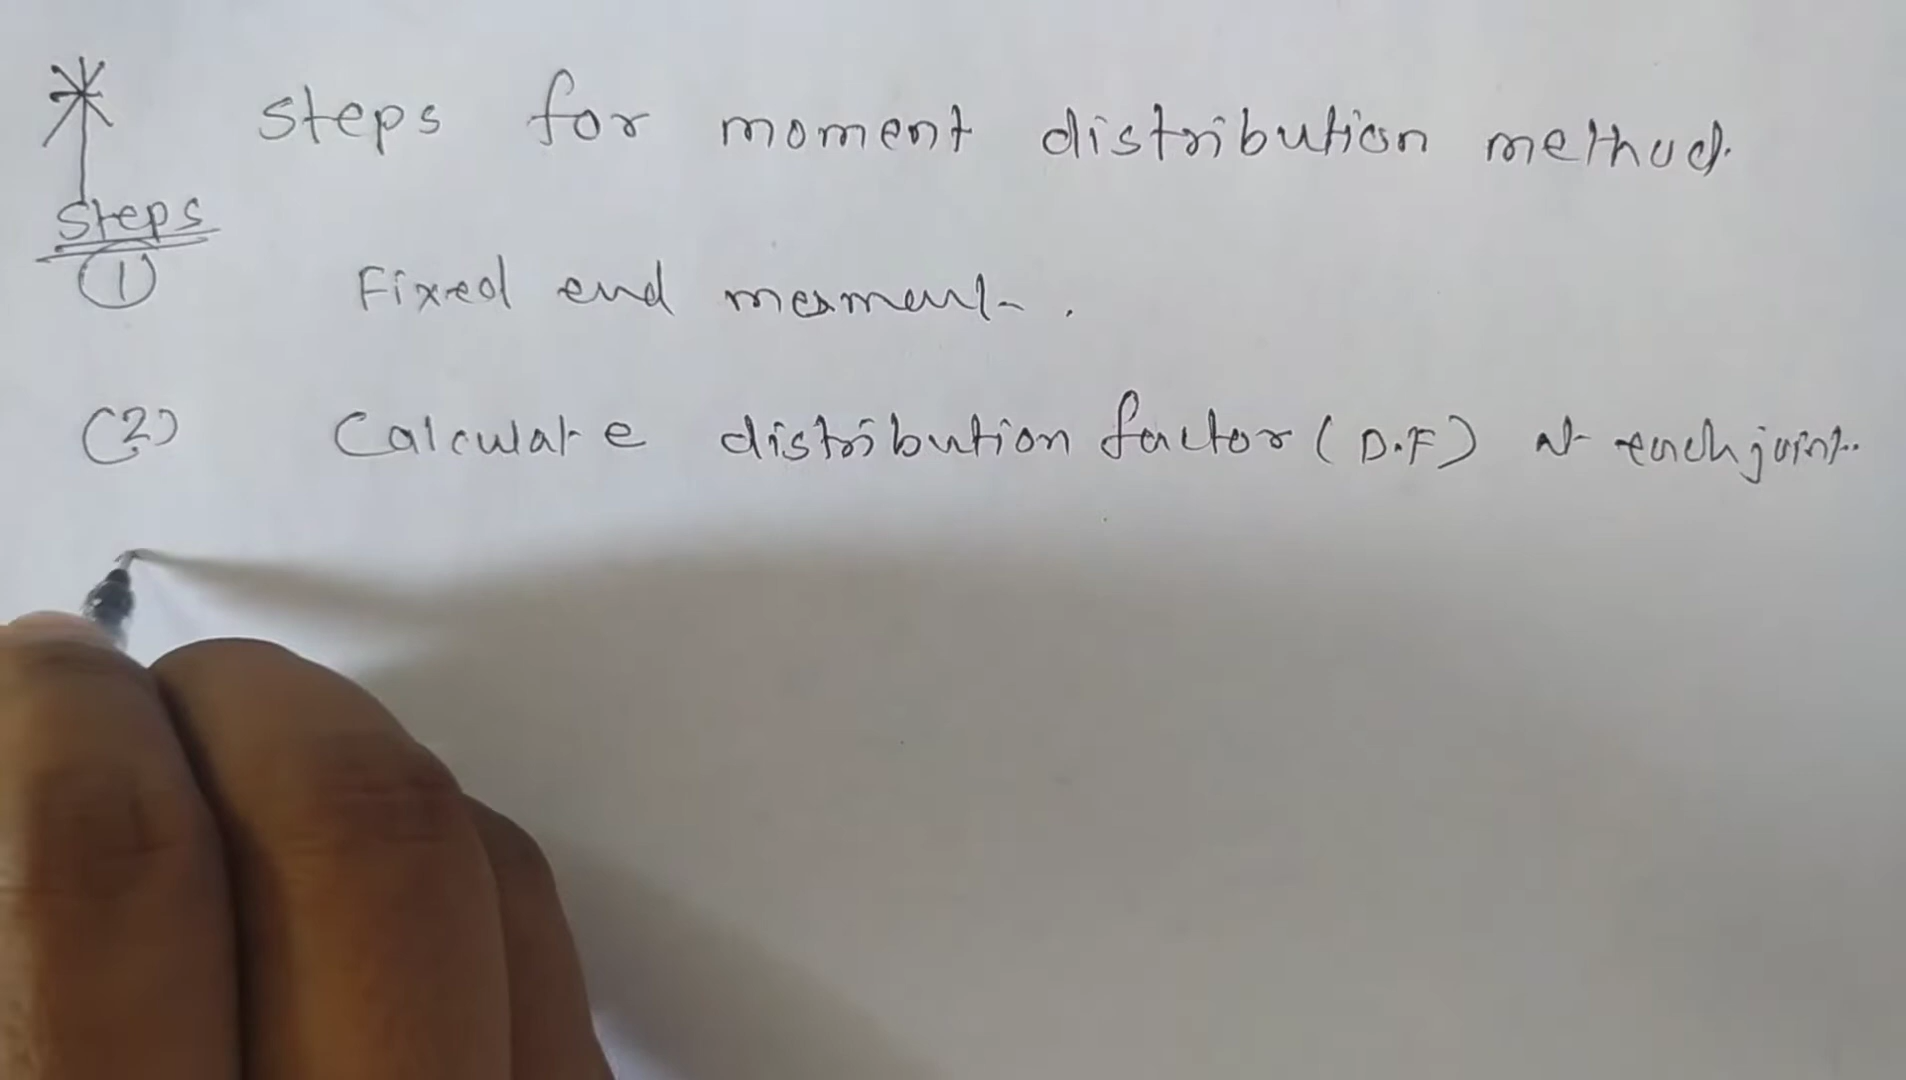 steps for moment distribution method.
Steps
1 Fixed end moment.
(2) Calculate distribution factor (D.F) at each joint..